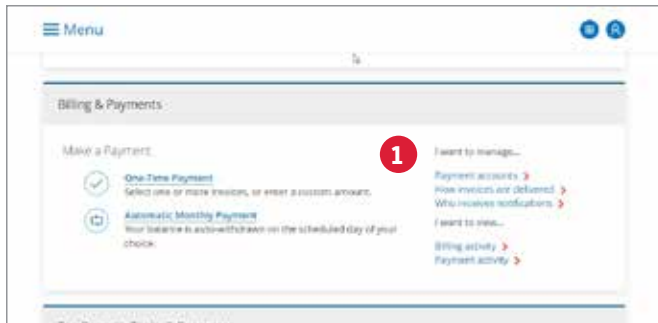 Menu
Billing & Payments
Make a Payment
1
I want to manage...
One-Time Payment
Select one or more invoices, or enter a custom amount.
Payment accounts
How invoices are delivered
Who receives notifications
Automatic Monthly Payment
Your balance is auto-withdrawn on the scheduled day of your
choice.
I want to view...
Billing activity
Payment activity